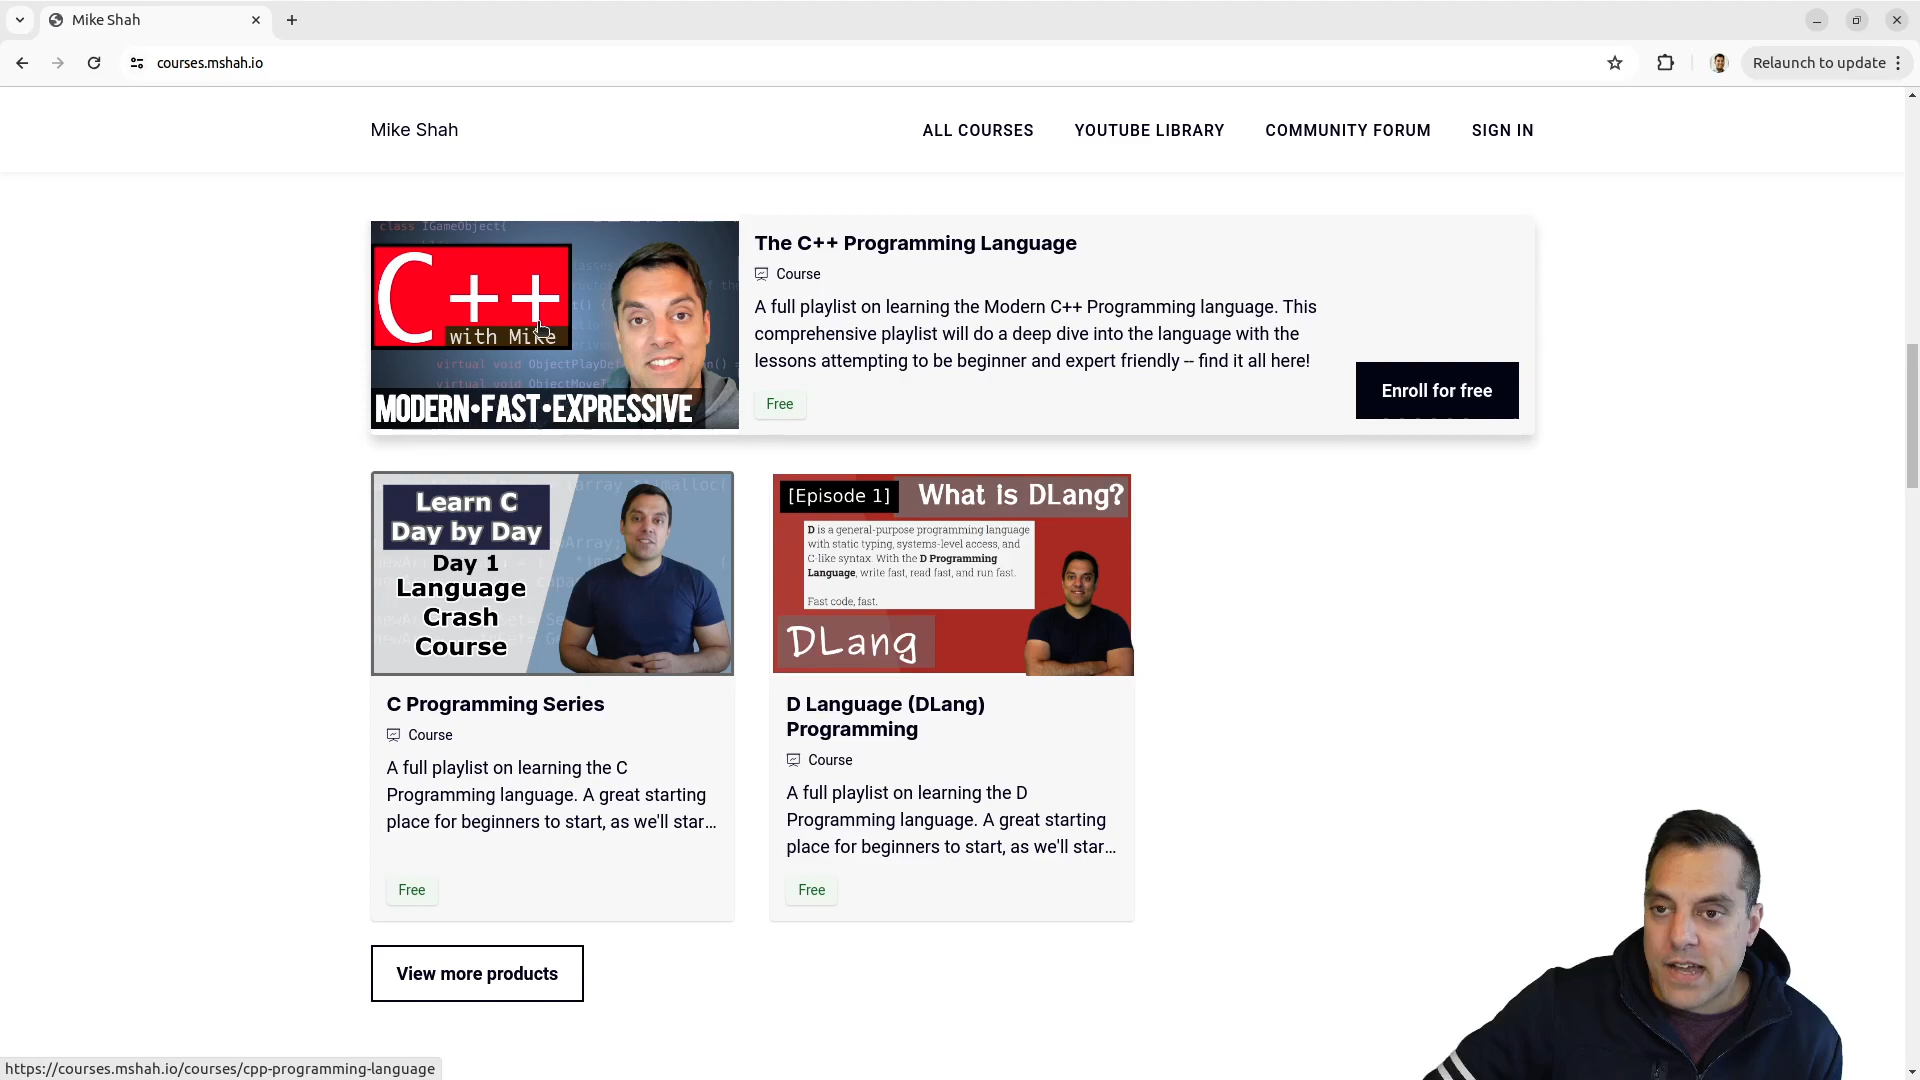 Mike Shah
courses.mshah.io
Relaunch to update
Mike Shah
ALL COURSES
YOUTUBE LIBRARY
COMMUNITY FORUM
SIGN IN
class IGameObject{
C++
with Mike
virtual void ObjectPlayDef
virtual void ObjectMoveI
MODERN•FAST•EXPRESSIVE
The C++ Programming Language
Course
A full playlist on learning the Modern C++ Programming language. This
comprehensive playlist will do a deep dive into the language with the
lessons attempting to be beginner and expert friendly -- find it all here!
Free
Enroll for free
Learn C
Day by Day
Day 1
Language
Crash
Course
C Programming Series
Course
A full playlist on learning the C
Programming language. A great starting
place for beginners to start, as we'll star...
Free
[Episode 1]
What is DLang?
D is a general-purpose programming language
with static typing, systems-level access, and
C-like syntax. With the D Programming
Language, write fast, read fast, and run fast.
Fast code, fast.
DLang
D Language (DLang)
Programming
Course
A full playlist on learning the D
Programming language. A great starting
place for beginners to start, as we'll star...
Free
View more products
https://courses.mshah.io/courses/cpp-programming-language